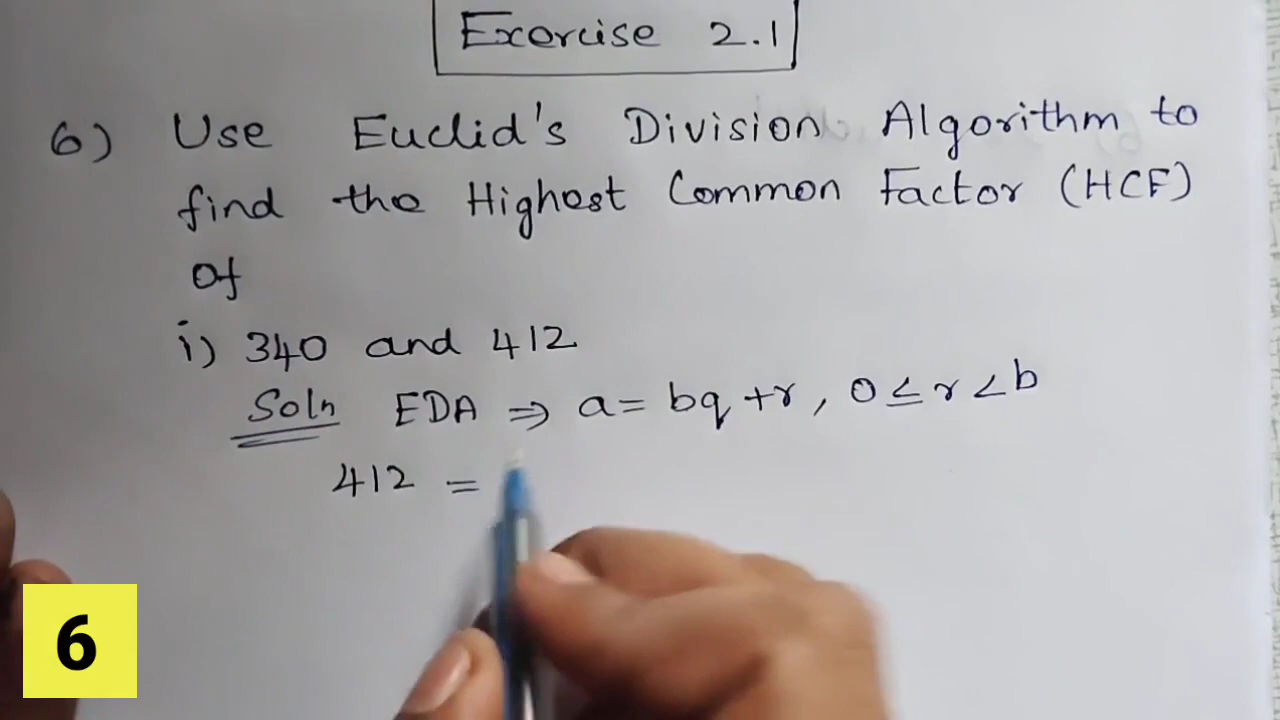 Exercise 2.1
6) Use Euclid's Division Algorithm to
find the Highest Common Factor (HCF)
of
i) 340 and 412
Soln EDA ⇒ a = bq + r, 0 ≤ r < b
412 =
6